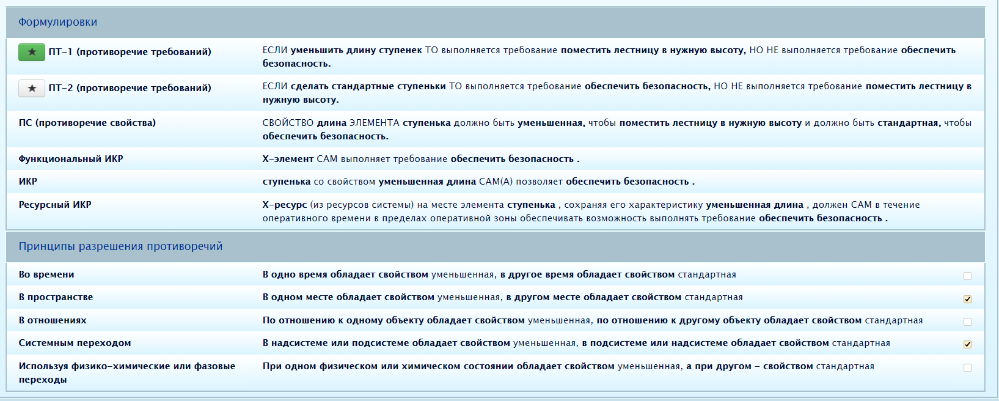 Формулировки
ПТ-1 (противоречие требований) ЕСЛИ уменьшить длину ступенек ТО выполняется требование поместить лестницу в нужную высоту, НО НЕ выполняется требование обеспечить
безопасность.
ПТ-2 (противоречие требований) ЕСЛИ сделать стандартные ступеньки ТО выполняется требование обеспечить безопасность, НО НЕ выполняется требование поместить лестницу в
нужную высоту.
ПС (противоречие свойства) СВОЙСТВО длина ЭЛЕМЕНТА ступенька должно быть уменьшенная, чтобы поместить лестницу в нужную высоту и должно быть стандартная, чтобы
обеспечить безопасность.
Функциональный ИКР Х-элемент САМ выполняет требование обеспечить безопасность .
ИКР ступенька со свойством уменьшенная длина САМ(А) позволяет обеспечить безопасность .
Ресурсный ИКР Х-ресурс (из ресурсов системы) на месте элемента ступенька , сохраняя его характеристику уменьшенная длина , должен САМ в течение
оперативного времени в пределах оперативной зоны обеспечивать возможность выполнять требование обеспечить безопасность .
Принципы разрешения противоречий
Во времени В одно время обладает свойством уменьшенная, в другое время обладает свойством стандартная
В пространстве В одном месте обладает свойством уменьшенная, в другом месте обладает свойством стандартная
В отношениях По отношению к одному объекту обладает свойством уменьшенная, по отношению к другому объекту обладает свойством стандартная
Системным переходом В надсистеме или подсистеме обладает свойством уменьшенная, в подсистеме или надсистеме обладает свойством стандартная
Используя физико-химические или фазовые При одном физическом или химическом состоянии обладает свойством уменьшенная, а при другом - свойством стандартная
переходы